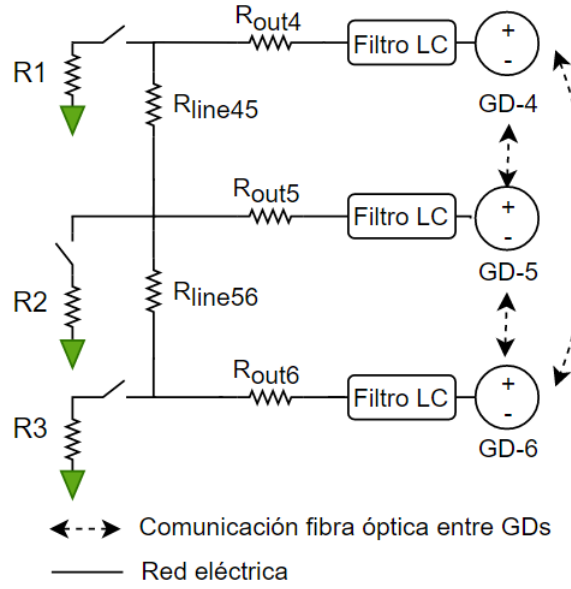 Rout4
Filtro LC
+
-
GD-4
R1
Rline45
Rout5
Filtro LC
+
-
GD-5
R2
Rline56
Rout6
Filtro LC
+
-
GD-6
R3
Comunicación fibra óptica entre GDs
Red eléctrica